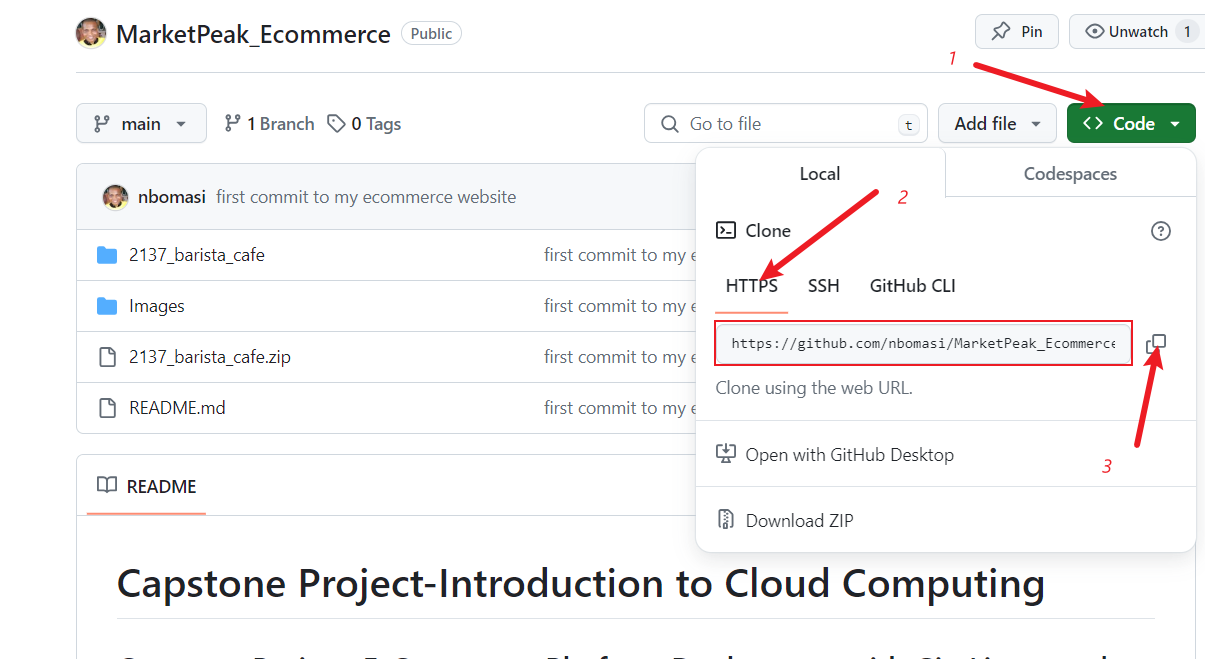 MarketPeak_Ecommerce Public Pin Unwatch 1
1
main 1 Branch 0 Tags Go to file t Add file Code
Local Codespaces
nbomasi first commit to my ecommerce website
2
Clone
2137_barista_cafe first commit to my
HTTPS SSH GitHub CLI
Images first commit to my
https://github.com/nbomasi/MarketPeak_Ecommerce
2137_barista_cafe.zip first commit to my
Clone using the web URL.
README.md first commit to my
Open with GitHub Desktop
3
README
Download ZIP
Capstone Project-Introduction to Cloud Computing